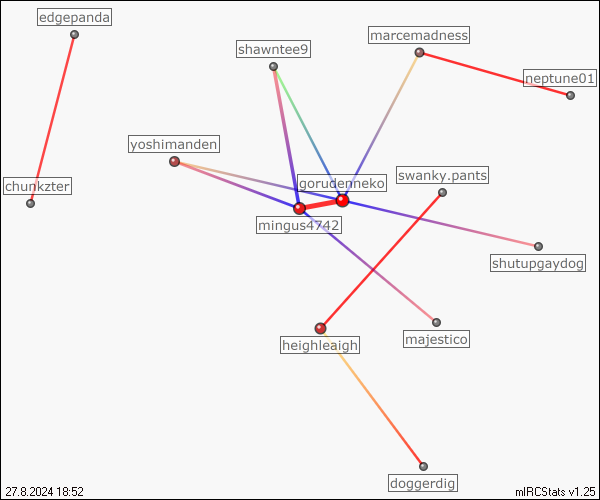 edgepanda
marcemadness
shawntee9
neptune01
yoshimanden
swanky.pants
gorudenneko
chunkzter
mingus4742
shutupgaydog
majestico
heighleaigh
doggerdig
27.8.2024 18:52
mIRCStats v1.25